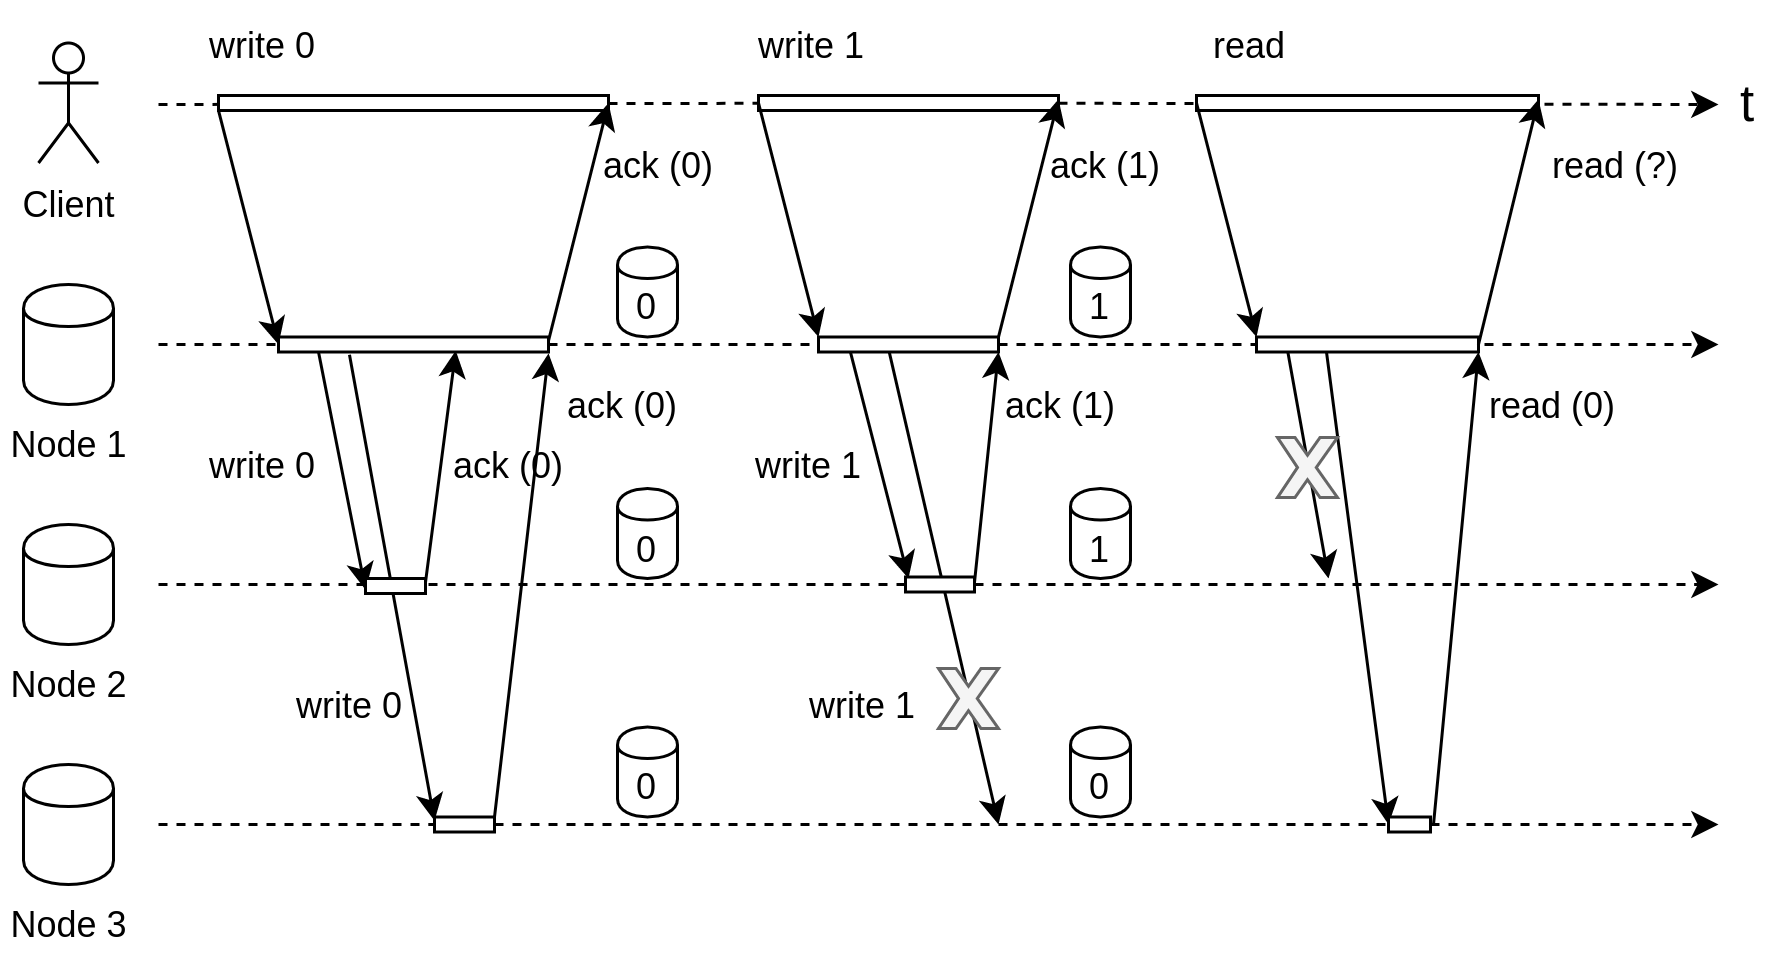 write 0
write 1
read
t
ack (0)
ack (1)
read (?)
Client
0
1
ack (0)
ack (1)
read (0)
Node 1
write 0
ack (0)
write 1
X
0
1
Node 2
write 0
write 1
X
0
0
Node 3